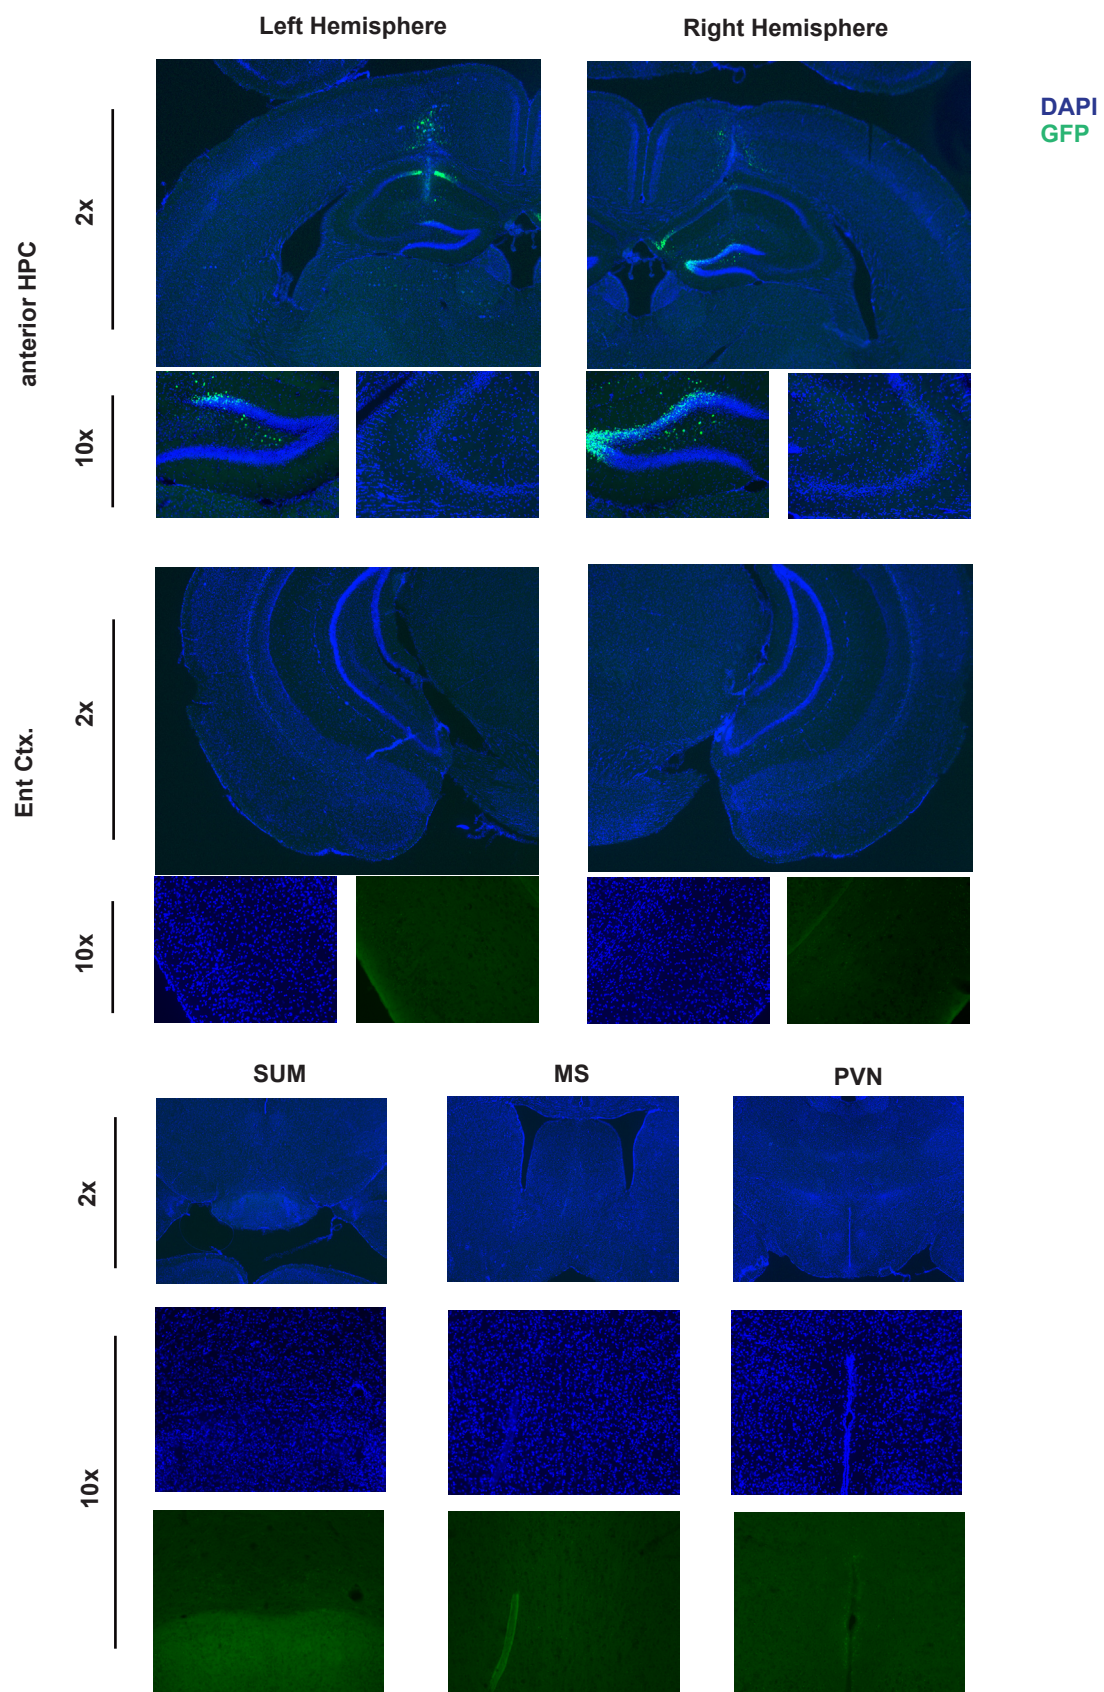 Left Hemisphere
Right Hemisphere
DAPI
GFP
anterior HPC
2x
10x
Ent Ctx.
2x
10x
SUM
MS
PVN
2x
10x